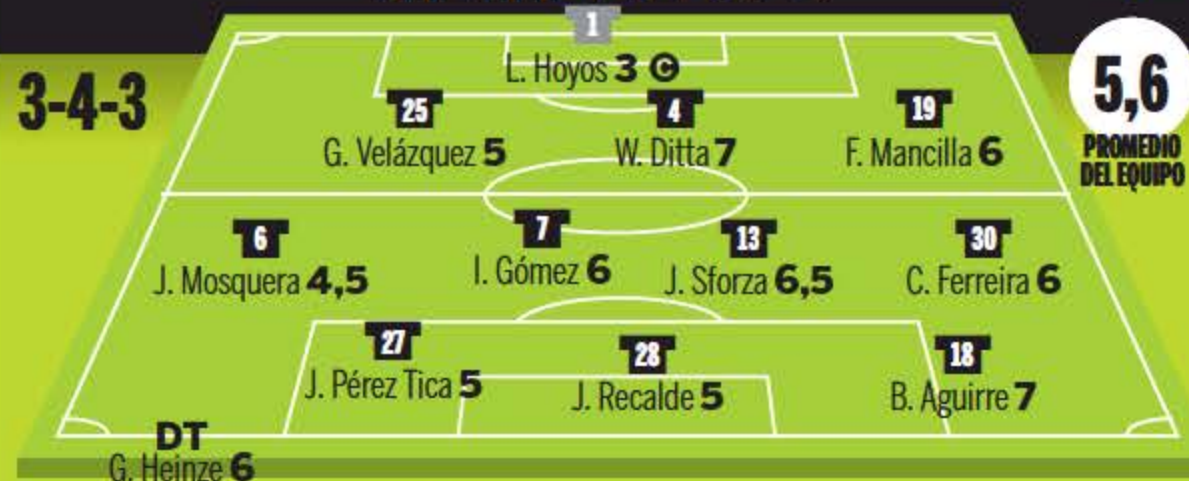 1
L. Hoyos 3 ©
3-4-3
5,6
PROMEDIO
DEL EQUIPO
25
G. Velázquez 5
4
W. Ditta 7
19
F. Mancilla 6
6
J. Mosquera 4,5
7
I. Gómez 6
13
J. Sforza 6,5
30
C. Ferreira 6
27
J. Pérez Tica 5
28
J. Recalde 5
18
B. Aguirre 7
DT
G. Heinze 6